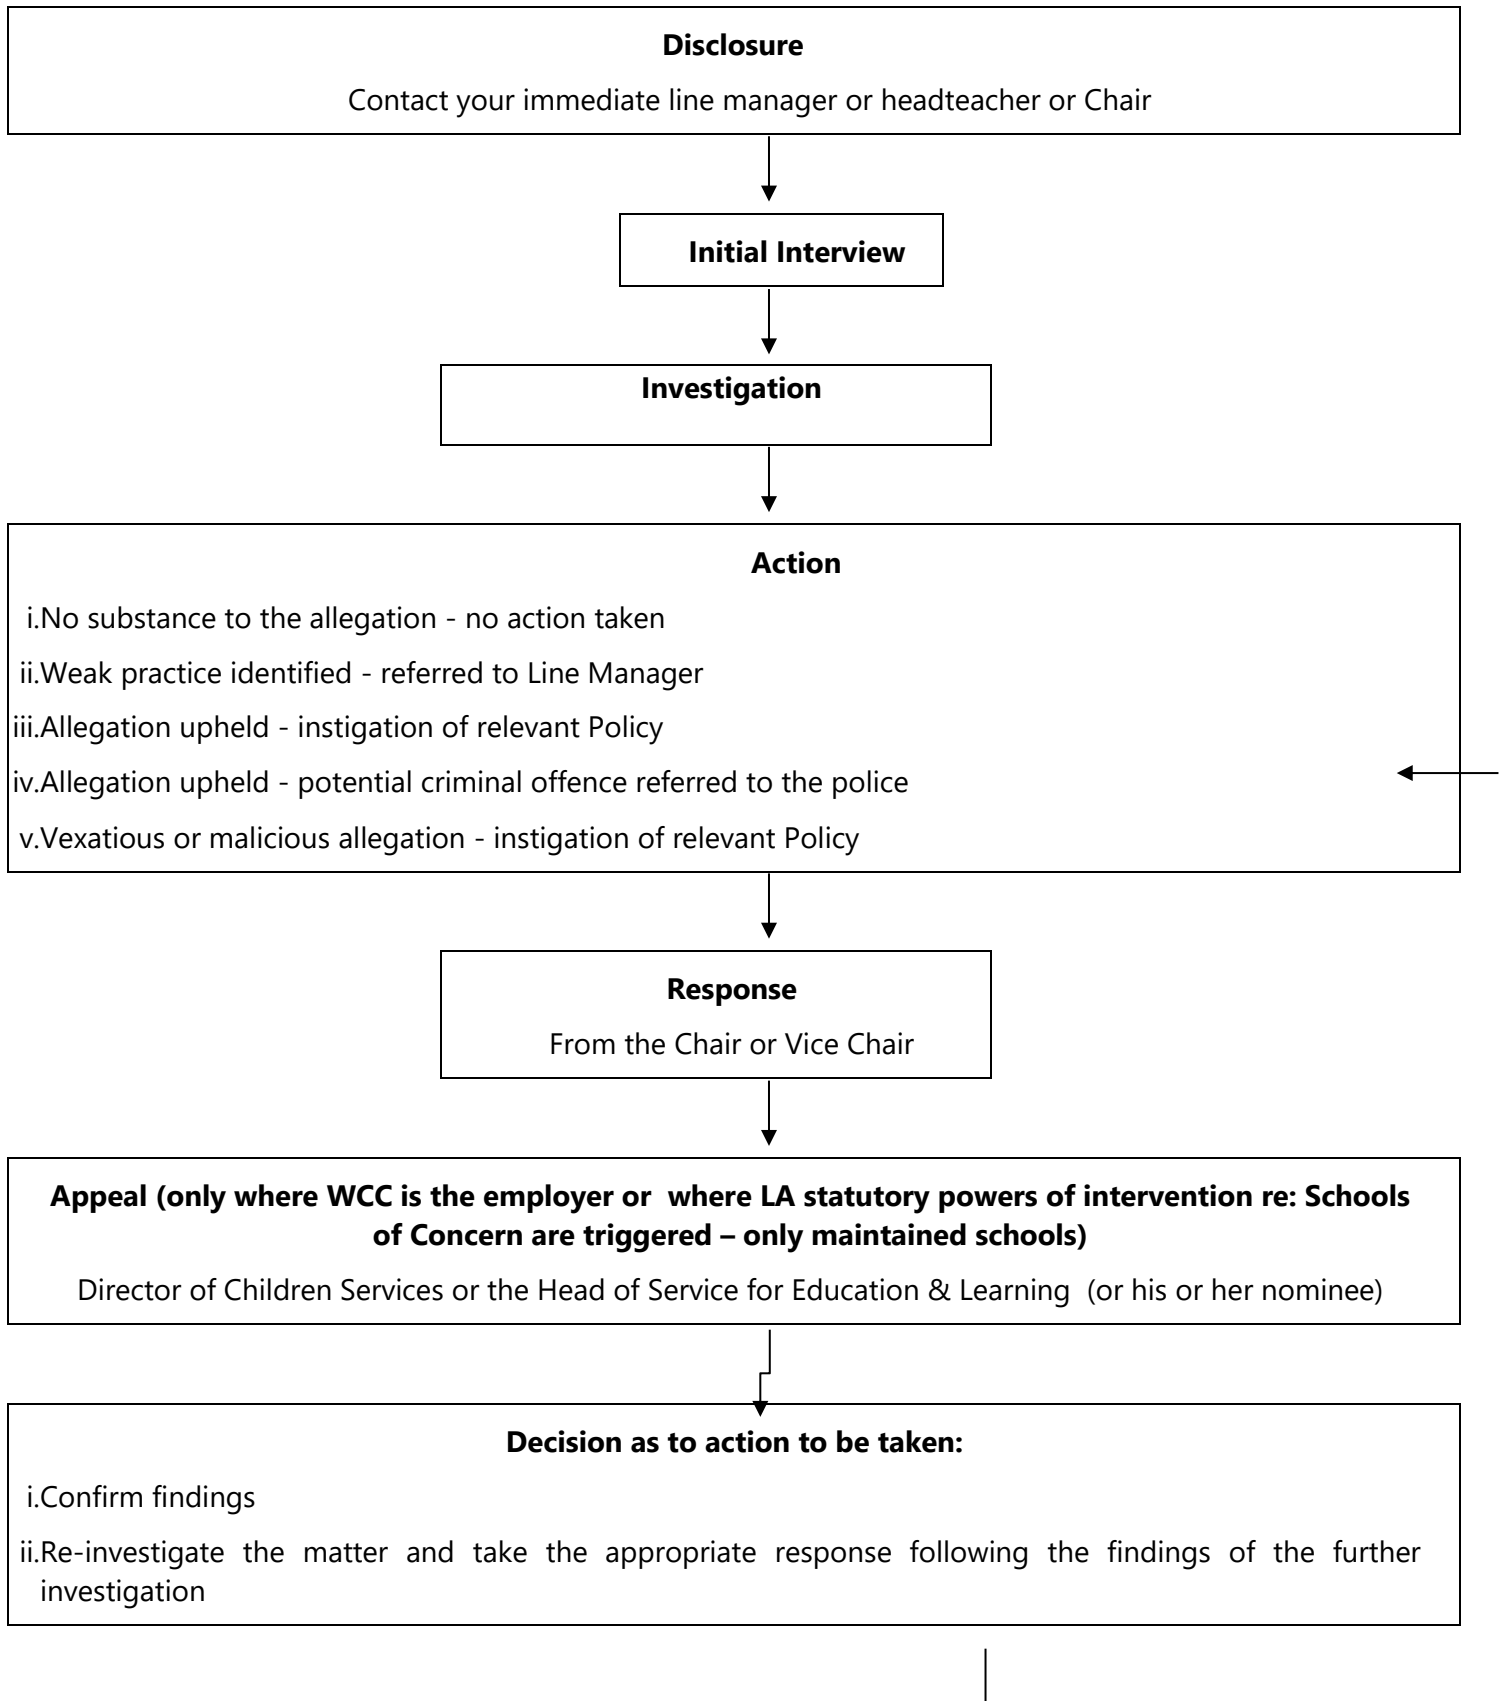 Disclosure
Contact your immediate line manager or headteacher or Chair
Initial Interview
Investigation
Action
i.No substance to the allegation - no action taken
ii.Weak practice identified - referred to Line Manager
iii.Allegation upheld - instigation of relevant Policy
iv.Allegation upheld - potential criminal offence referred to the police
v.Vexatious or malicious allegation - instigation of relevant Policy
Response
From the Chair or Vice Chair
Appeal (only where WCC is the employer or  where LA statutory powers of intervention re: Schools
of Concern are triggered – only maintained schools)
Director of Children Services or the Head of Service for Education & Learning  (or his or her nominee)
Decision as to action to be taken:
i.Confirm findings
ii.Re-investigate the matter and take the appropriate response following the findings of the further
investigation